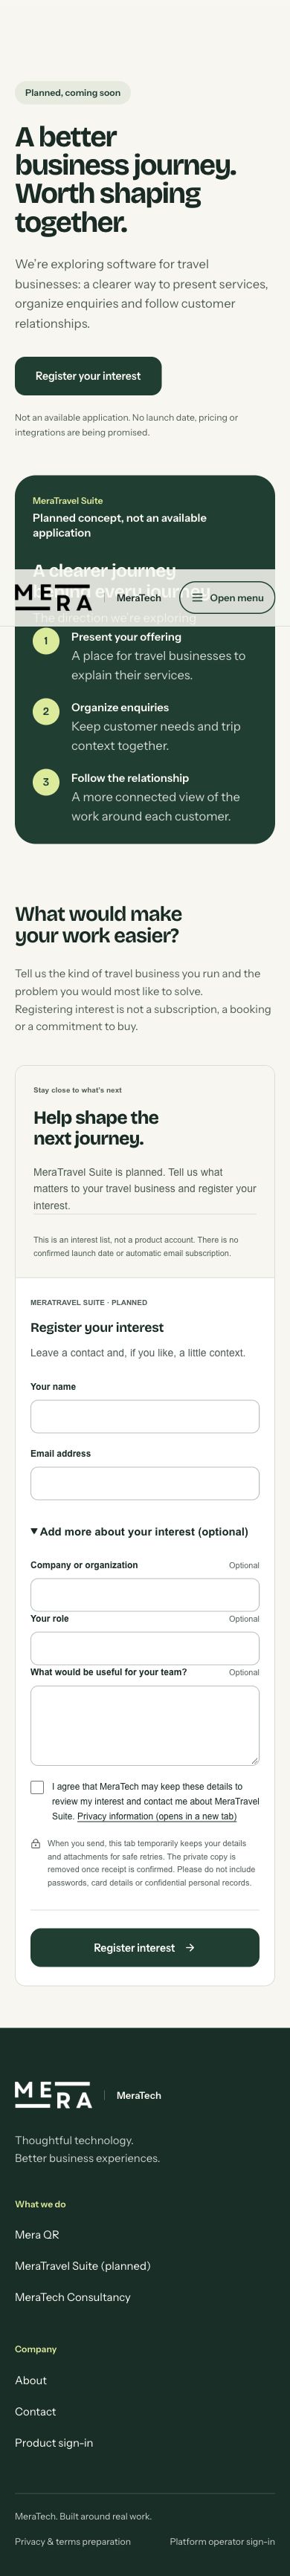 Planned, coming soon
A better
business journey.
Worth shaping
together.
We're exploring software for travel
businesses: a clearer way to present services,
organize enquiries and follow customer
relationships.
Register your interest
Not an available application. No launch date, pricing or
integrations are being promised.
MeraTravel Suite
Planned concept, not an available
application
A clearer journey
MERA
MeraTech
Open menu
The direction we're exploring
1
Present your offering
A place for travel businesses to
explain their services.
2
Organize enquiries
Keep customer needs and trip
context together.
3
Follow the relationship
A more connected view of the
work around each customer.
What would make
your work easier?
Tell us the kind of travel business you run and the
problem you would most like to solve.
Registering interest is not a subscription, a booking
or a commitment to buy.
Stay close to what's next
Help shape the
next journey.
MeraTravel Suite is planned. Tell us what
matters to your travel business and register your
interest.
This is an interest list, not a product account. There is no
confirmed launch date or automatic email subscription.
MERATRAVEL SUITE · PLANNED
Register your interest
Leave a contact and, if you like, a little context.
Your name
Email address
▼ Add more about your interest (optional)
Company or organization Optional
Your role Optional
What would be useful for your team? Optional
I agree that MeraTech may keep these details to
review my interest and contact me about MeraTravel
Suite. Privacy information (opens in a new tab)
When you send, this tab temporarily keeps your details
and attachments for safe retries. The private copy is
removed once receipt is confirmed. Please do not include
passwords, card details or confidential personal records.
Register interest →
MERA
MeraTech
Thoughtful technology.
Better business experiences.
What we do
Mera QR
MeraTravel Suite (planned)
MeraTech Consultancy
Company
About
Contact
Product sign-in
MeraTech. Built around real work.
Privacy & terms preparation
Platform operator sign-in